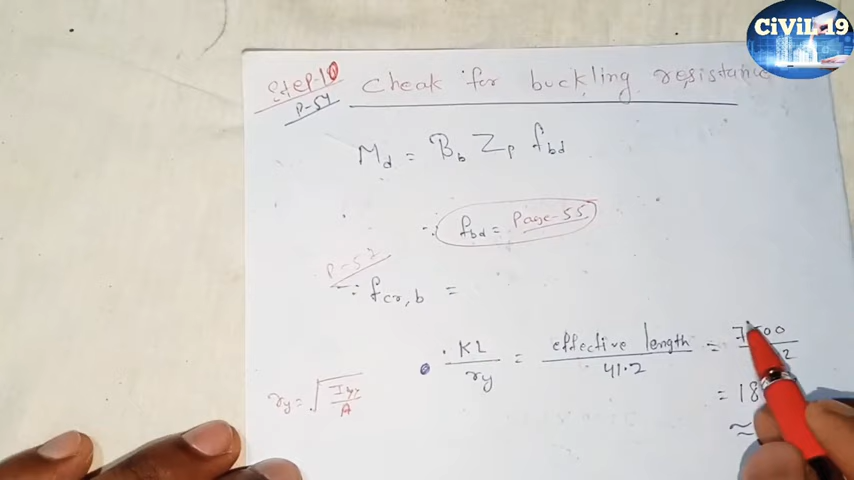 CiViL 19
Step-10 Cheak for buckling resistance
P-54
Md = Bb Zp fbd
∵ fbd = Page-55
P-57
∵ fcr,b =
KL / ry = effective length / 41.2 =
ry = √(Iyy / A)
= 18
≈